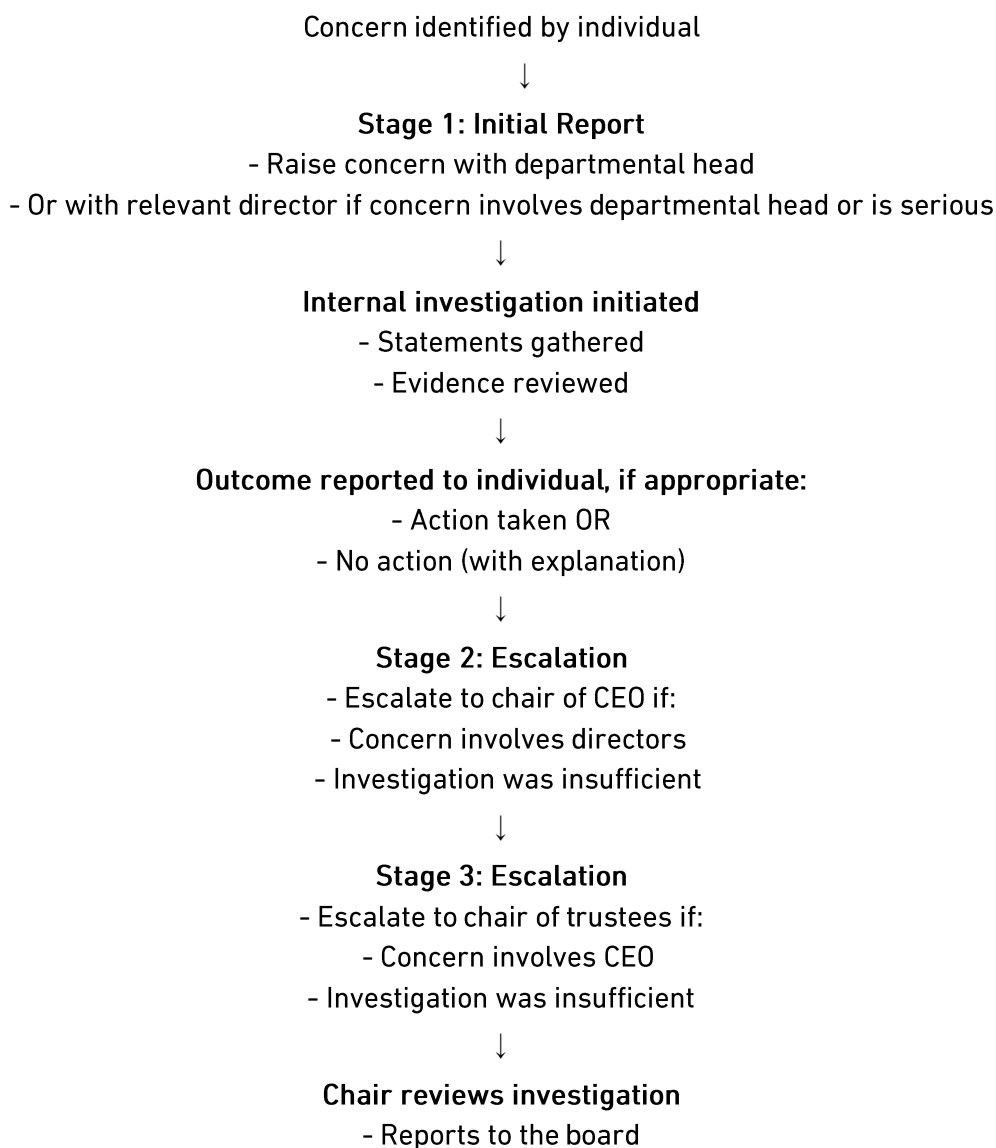 Concern identified by individual
↓
Stage 1: Initial Report
- Raise concern with departmental head
- Or with relevant director if concern involves departmental head or is serious
↓
Internal investigation initiated
- Statements gathered
- Evidence reviewed
↓
Outcome reported to individual, if appropriate:
- Action taken OR
- No action (with explanation)
↓
Stage 2: Escalation
- Escalate to chair of CEO if:
- Concern involves directors
- Investigation was insufficient
↓
Stage 3: Escalation
- Escalate to chair of trustees if:
- Concern involves CEO
- Investigation was insufficient
↓
Chair reviews investigation
- Reports to the board